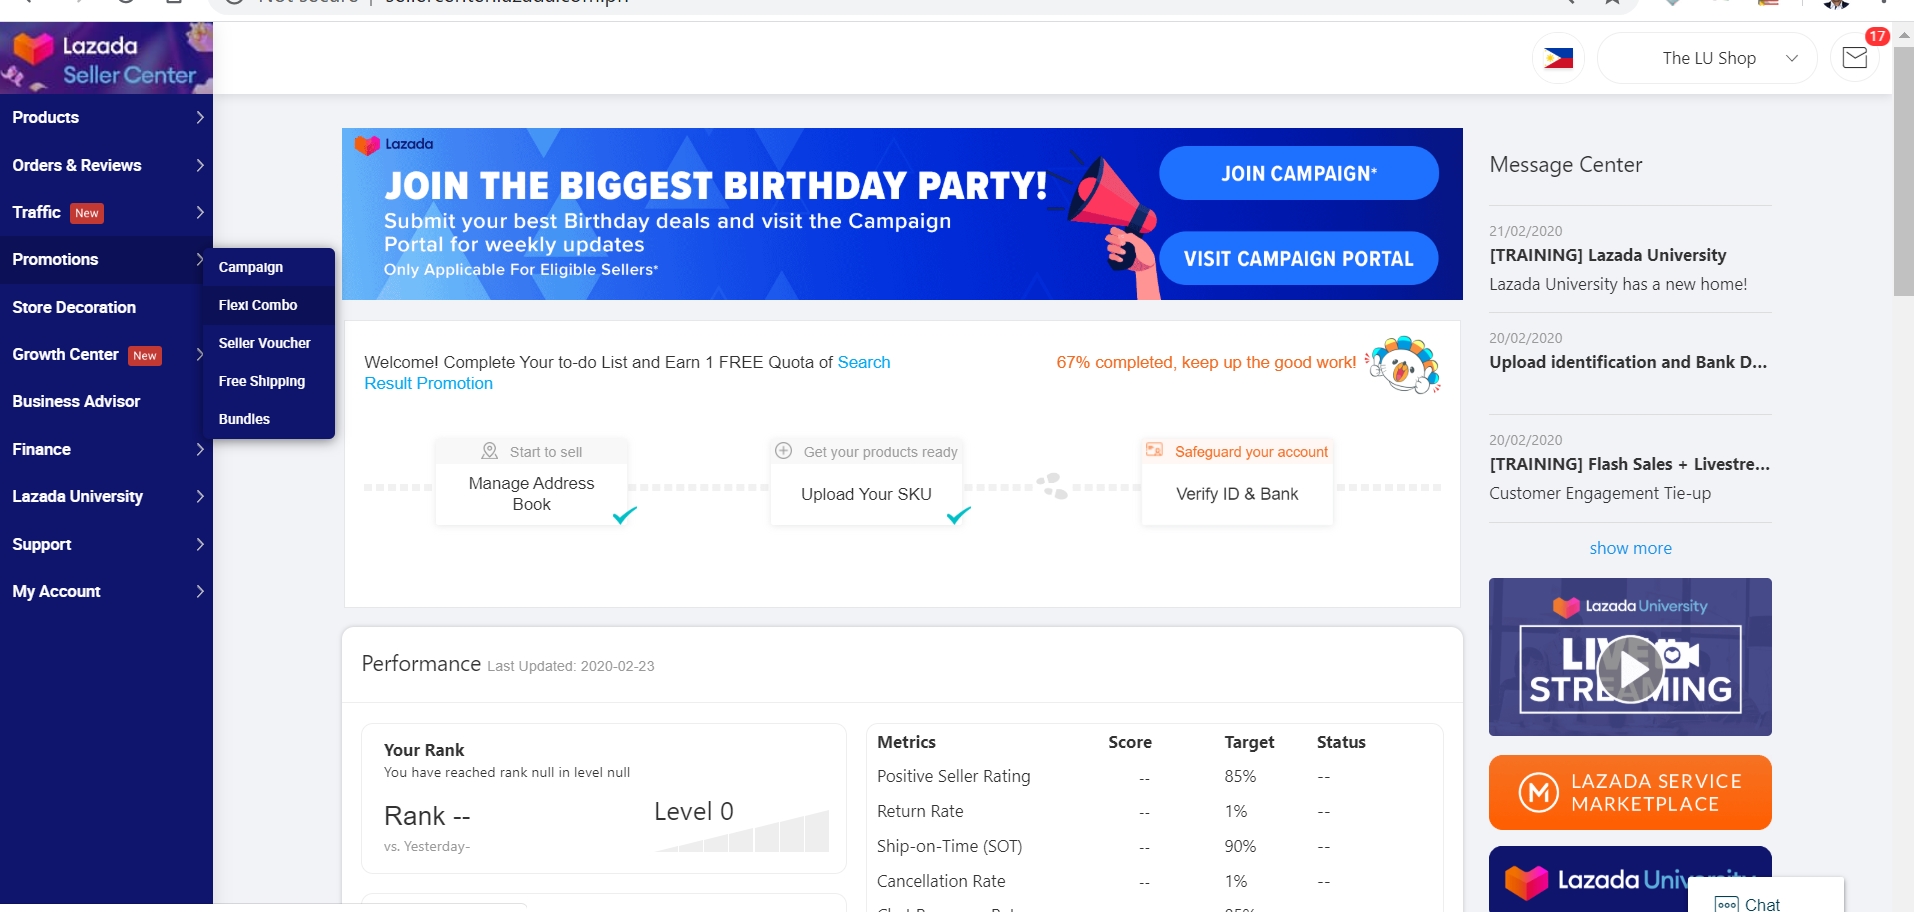 Lazada
Seller Center
Products
Orders & Reviews
Traffic New
Promotions
Store Decoration
Growth Center New
Business Advisor
Finance
Lazada University
Support
My Account
Campaign
Flexi Combo
Seller Voucher
Free Shipping
Bundles
The LU Shop
17
Lazada
JOIN THE BIGGEST BIRTHDAY PARTY!
Submit your best Birthday deals and visit the Campaign
Portal for weekly updates
Only Applicable For Eligible Sellers*
JOIN CAMPAIGN*
VISIT CAMPAIGN PORTAL
Welcome! Complete Your to-do List and Earn 1 FREE Quota of Search
Result Promotion
67% completed, keep up the good work!
Start to sell
Manage Address
Book
Get your products ready
Upload Your SKU
Safeguard your account
Verify ID & Bank
Performance Last Updated: 2020-02-23
Your Rank
You have reached rank null in level null
Rank --
Level 0
vs. Yesterday-
Metrics Score Target Status
Positive Seller Rating -- 85% --
Return Rate -- 1% --
Ship-on-Time (SOT) -- 90% --
Cancellation Rate -- 1% --
Message Center
21/02/2020
[TRAINING] Lazada University
Lazada University has a new home!
20/02/2020
Upload identification and Bank D...
20/02/2020
[TRAINING] Flash Sales + Livestre...
Customer Engagement Tie-up
show more
Lazada University
LIVE
STREAMING
LAZADA SERVICE
MARKETPLACE
Lazada University
Chat